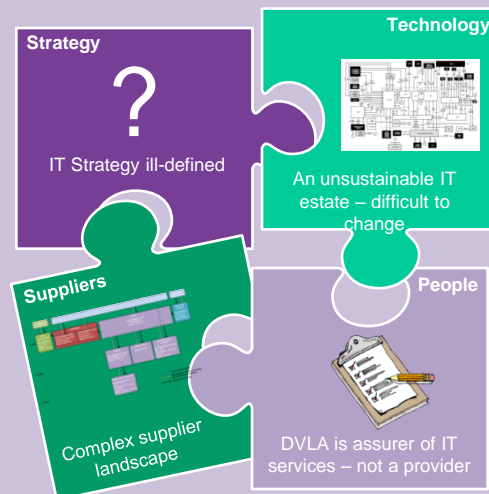 Strategy
?
IT Strategy ill-defined
Technology
An unsustainable IT
estate – difficult to
change
Suppliers
Complex supplier
landscape
People
DVLA is assurer of IT
services – not a provider